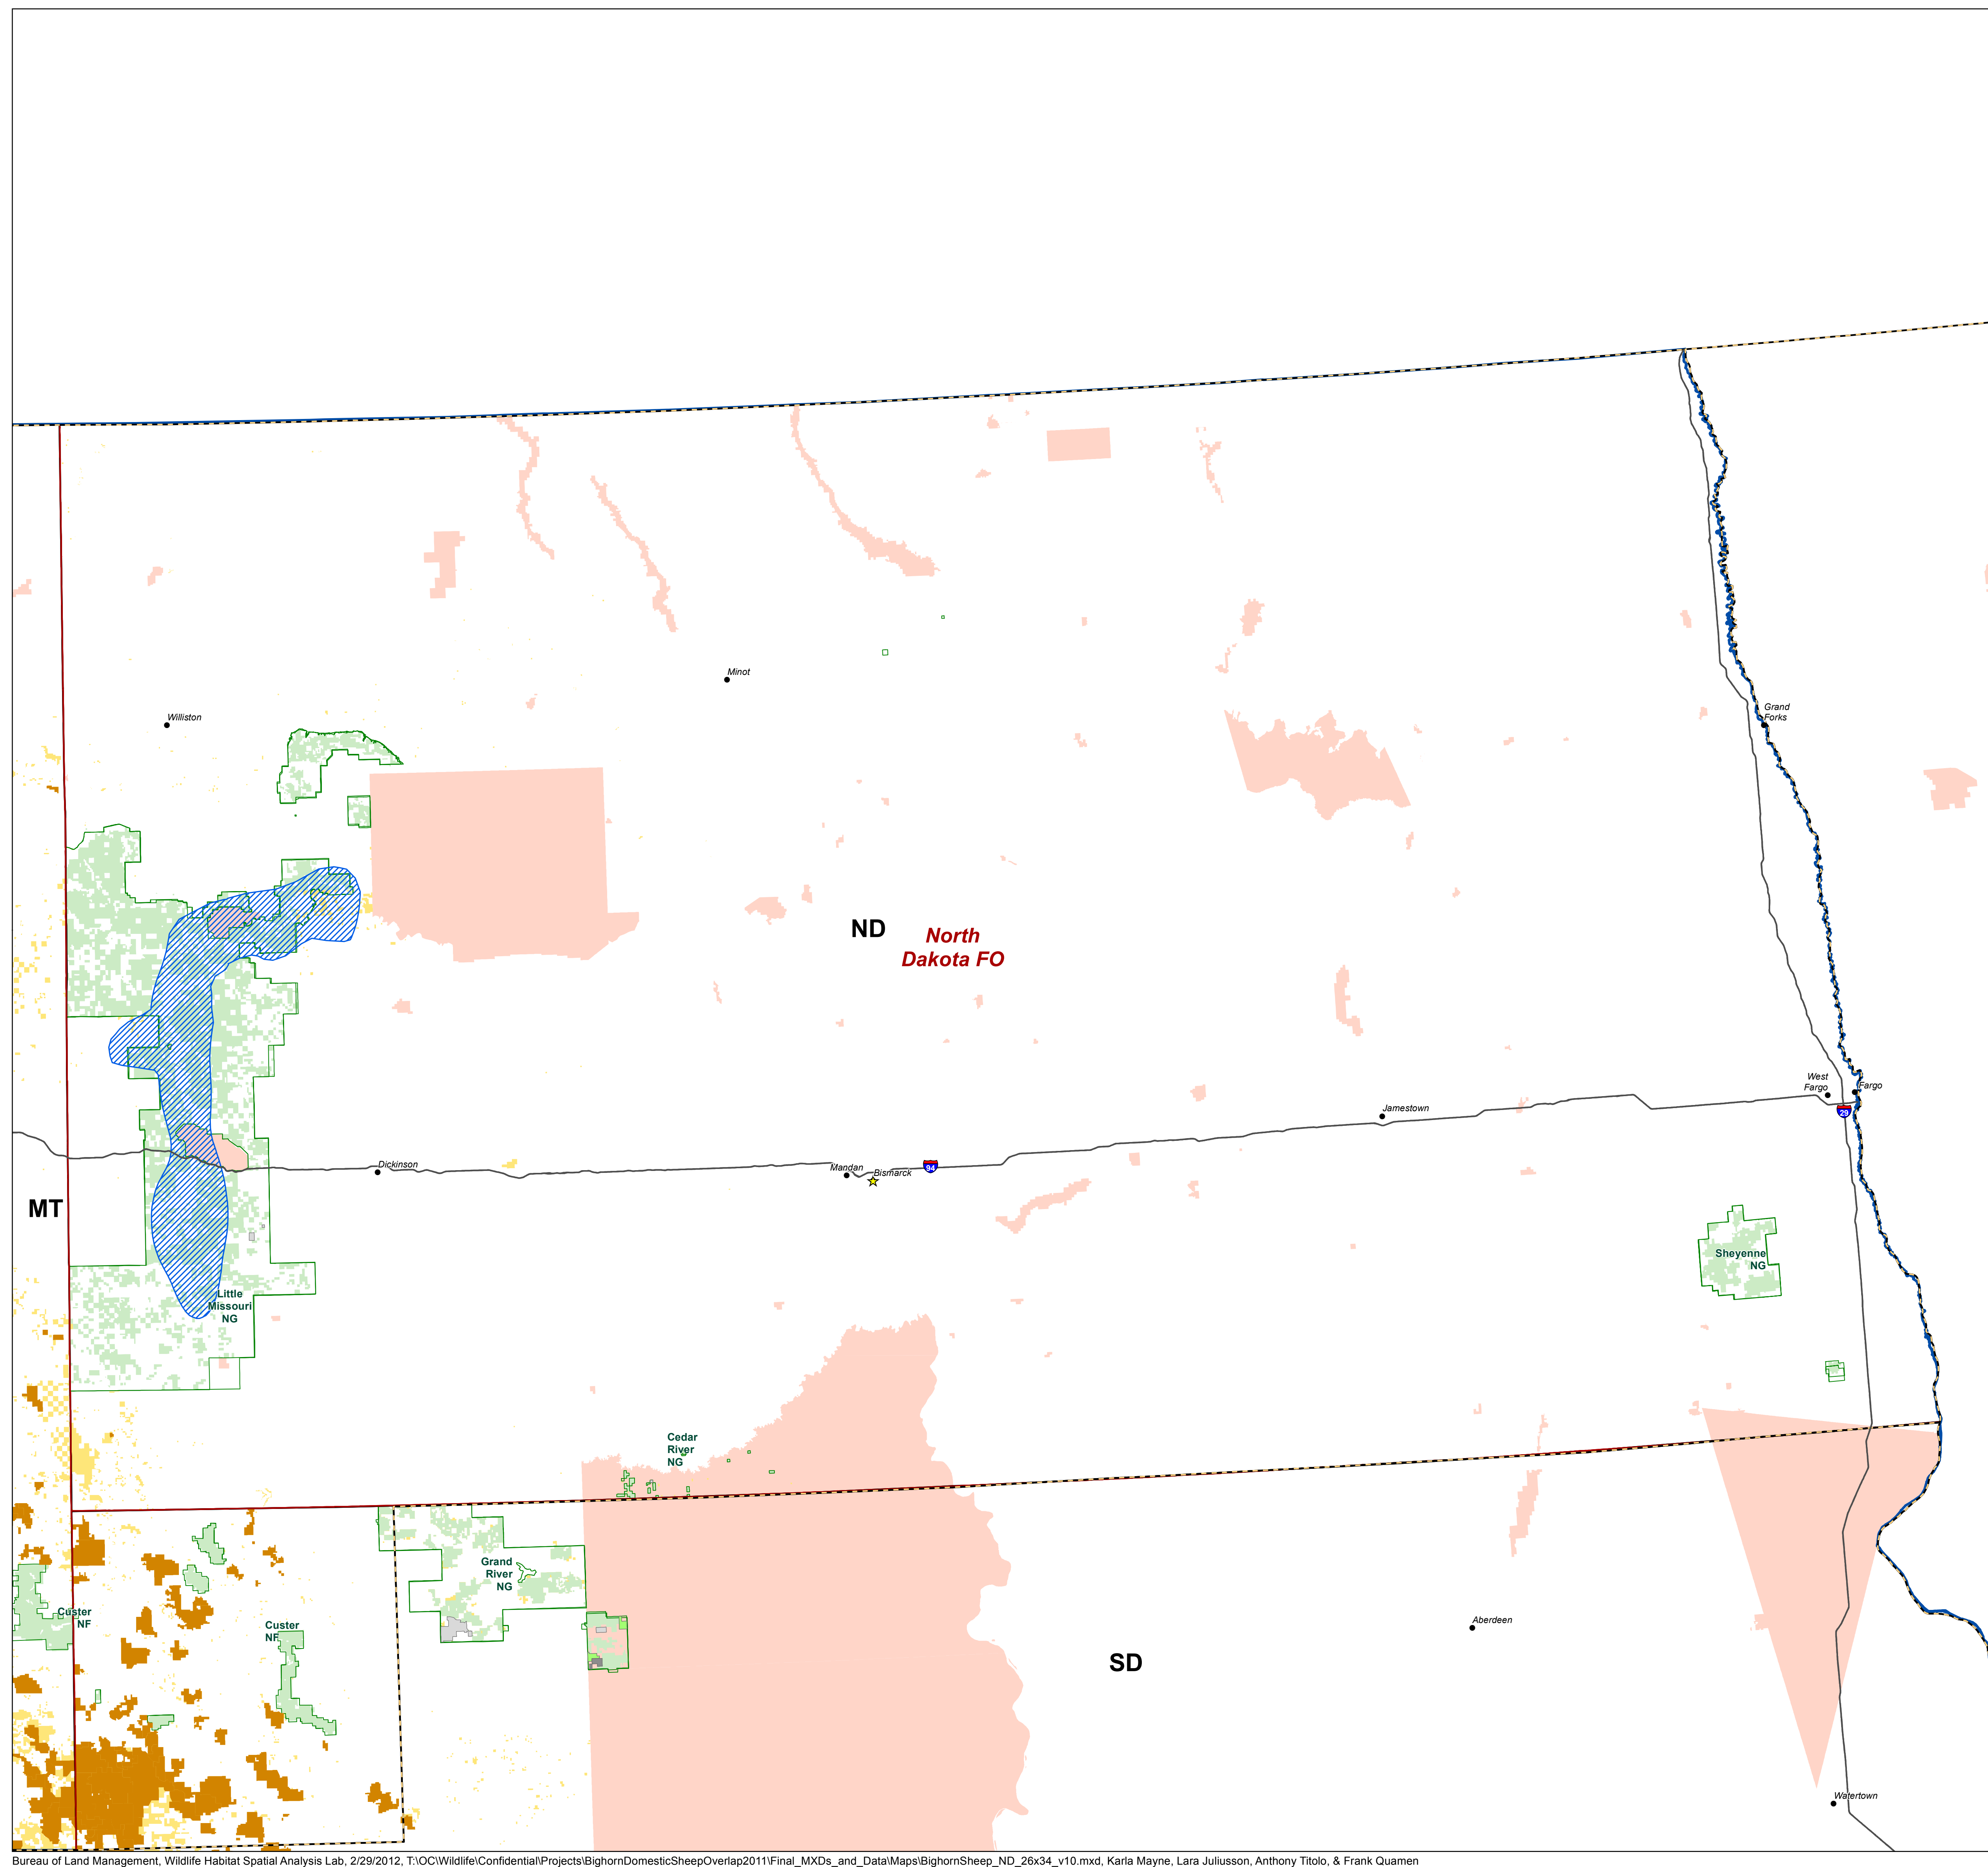 Minot
Williston
Grand
Forks
ND
North
Dakota FO
West
Fargo
Fargo
29
Jamestown
Dickinson
Mandan
Bismarck
94
MT
Sheyenne
NG
Little
Missouri
NG
Cedar
River
NG
Grand
River
NG
Custer
NF
Custer
NF
Aberdeen
SD
Watertown
Bureau of Land Management, Wildlife Habitat Spatial Analysis Lab, 2/29/2012, T:\OC\Wildlife\Confidential\Projects\BighornDomesticSheepOverlap2011\Final_MXDs_and_Data\Maps\BighornSheep_ND_26x34_v10.mxd, Karla Mayne, Lara Juliusson, Anthony Titolo, & Frank Quamen